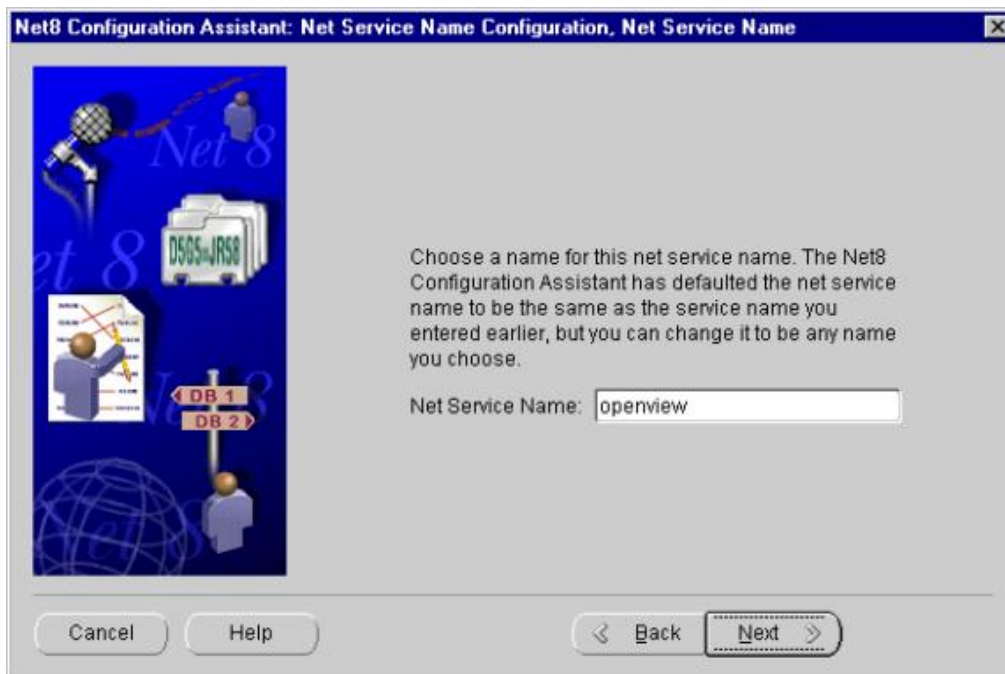 Net8 Configuration Assistant: Net Service Name Configuration, Net Service Name
Net 8
D5G5
JR58
et 8
DB 1
DB 2
Choose a name for this net service name. The Net8
Configuration Assistant has defaulted the net service
name to be the same as the service name you
entered earlier, but you can change it to be any name
you choose.
Net Service Name: openview
Cancel
Help
Back
Next